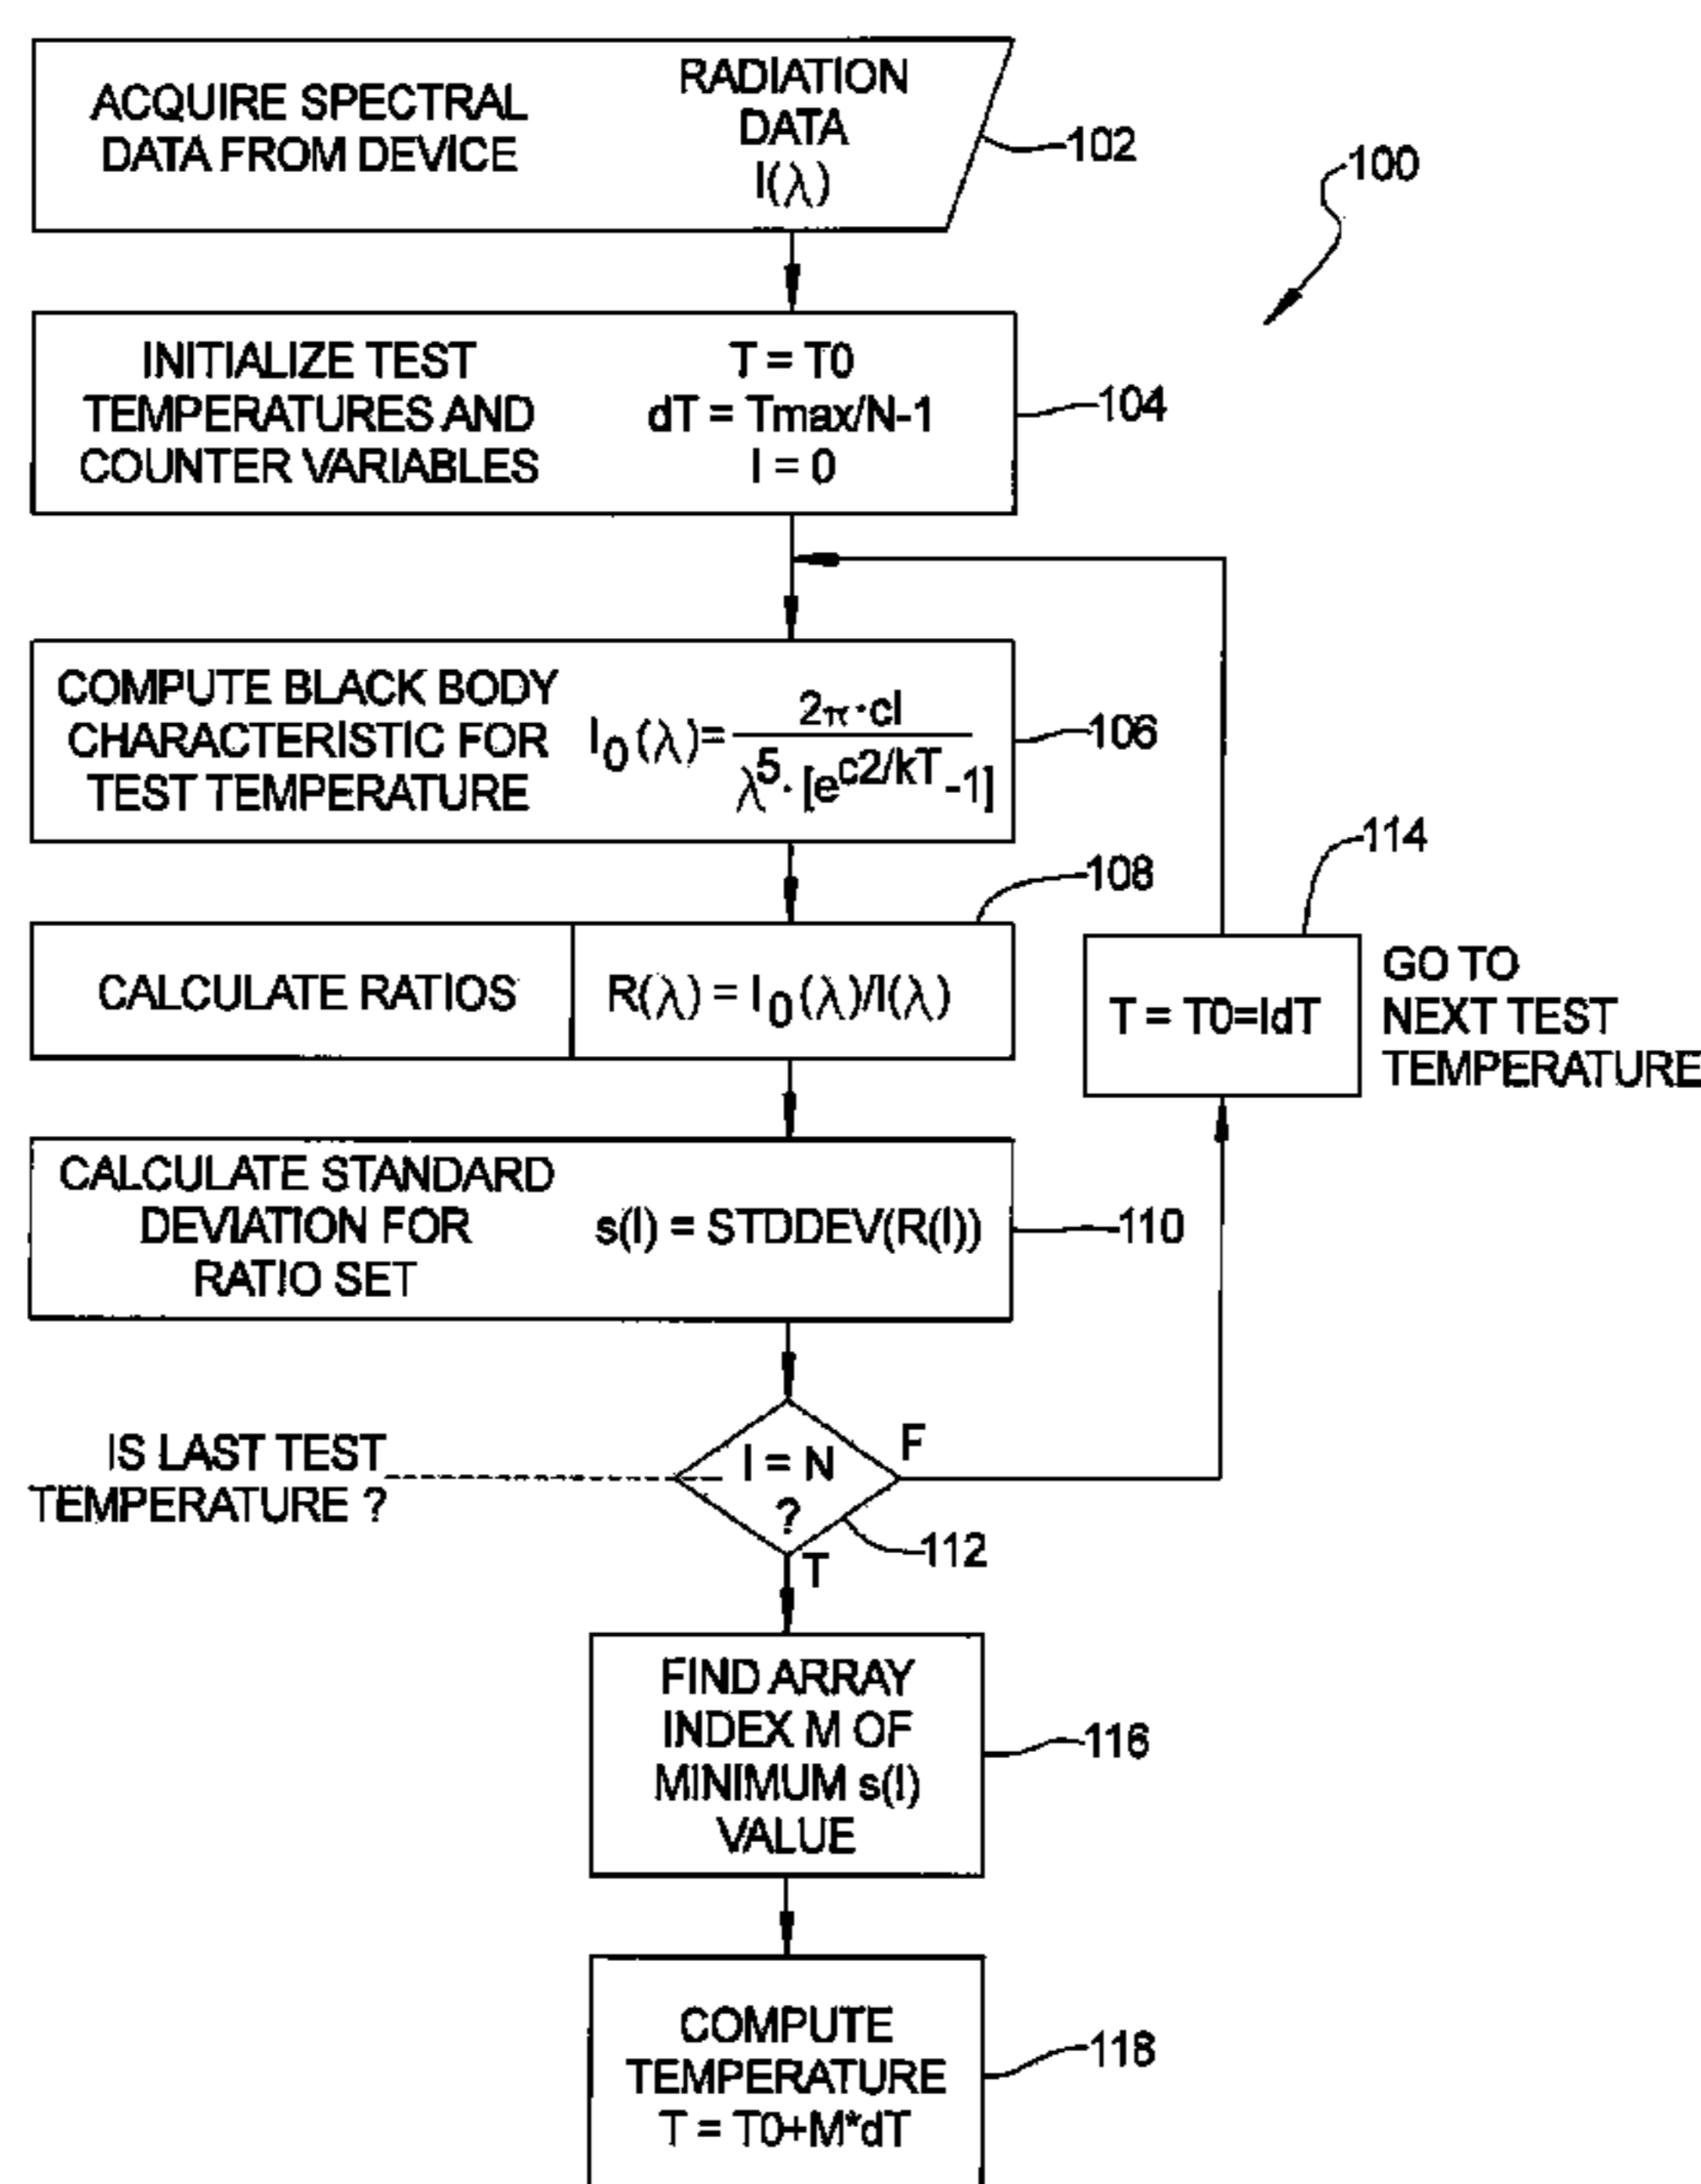 ACQUIRE SPECTRAL
DATA FROM DEVICE
RADIATION
DATA
I(λ)
102
100
INITIALIZE TEST
TEMPERATURES AND
COUNTER VARIABLES
T = T0
dT = Tmax/N-1
I = 0
104
COMPUTE BLACK BODY
CHARACTERISTIC FOR
TEST TEMPERATURE
I₀(λ)= 2π·cI / λ⁵·[e^c2/kT -1]
106
CALCULATE RATIOS
R(λ) = I₀(λ)/I(λ)
108
114
T = T0=IdT
GO TO
NEXT TEST
TEMPERATURE
CALCULATE STANDARD
DEVIATION FOR
RATIO SET
s(I) = STDDEV(R(I))
110
IS LAST TEST
TEMPERATURE ?
I = N
?
F
T
112
FIND ARRAY
INDEX M OF
MINIMUM s(I)
VALUE
116
COMPUTE
TEMPERATURE
T = T0+M*dT
118